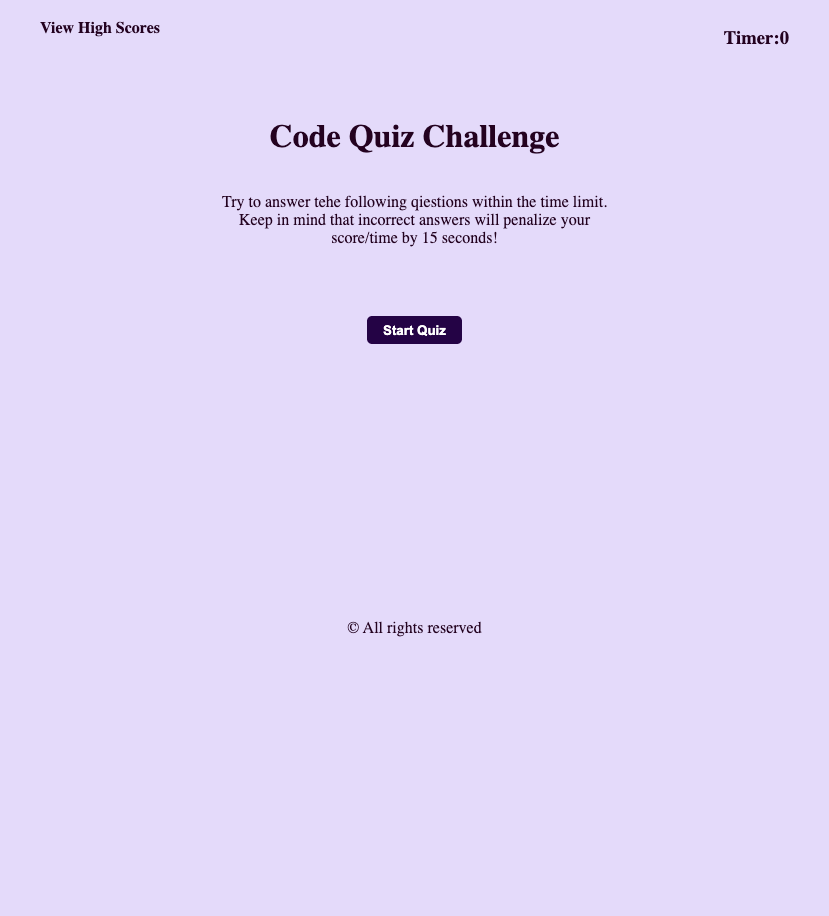 View High Scores
Timer:0
Code Quiz Challenge
Try to answer tehe following qiestions within the time limit.
Keep in mind that incorrect answers will penalize your
score/time by 15 seconds!
Start Quiz
© All rights reserved